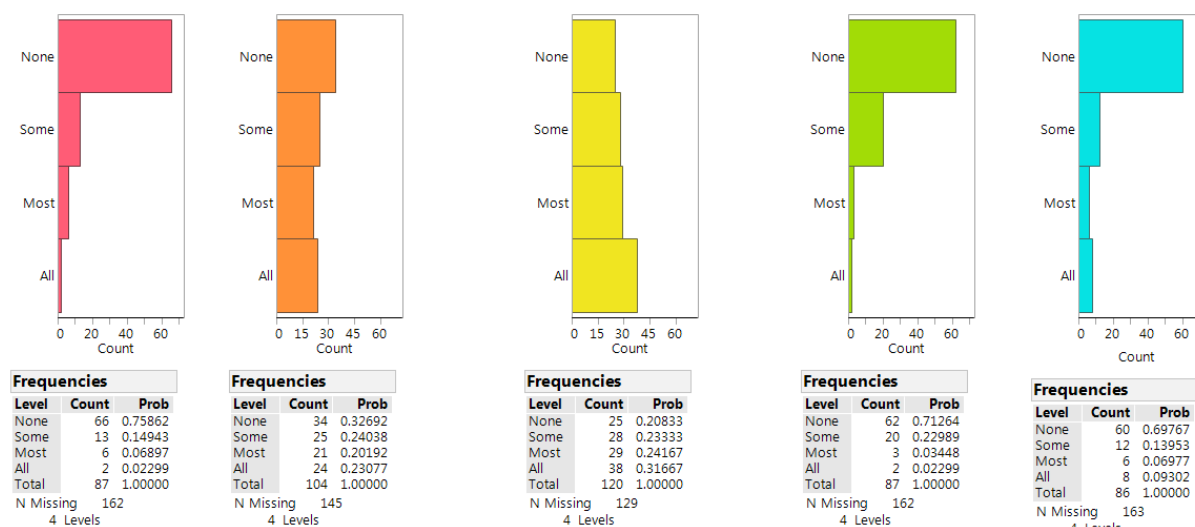 None
Some
Most
All
0 20 40 60
Count
Frequencies
Level Count Prob
None 66 0.75862
Some 13 0.14943
Most 6 0.06897
All 2 0.02299
Total 87 1.00000
N Missing 162
4 Levels
None
Some
Most
All
0 15 30 45 60
Count
Frequencies
Level Count Prob
None 34 0.32692
Some 25 0.24038
Most 21 0.20192
All 24 0.23077
Total 104 1.00000
N Missing 145
4 Levels
None
Some
Most
All
0 15 30 45 60
Count
Frequencies
Level Count Prob
None 25 0.20833
Some 28 0.23333
Most 29 0.24167
All 38 0.31667
Total 120 1.00000
N Missing 129
4 Levels
None
Some
Most
All
0 20 40 60
Count
Frequencies
Level Count Prob
None 62 0.71264
Some 20 0.22989
Most 3 0.03448
All 2 0.02299
Total 87 1.00000
N Missing 162
4 Levels
None
Some
Most
All
0 20 40 60
Count
Frequencies
Level Count Prob
None 60 0.69767
Some 12 0.13953
Most 6 0.06977
All 8 0.09302
Total 86 1.00000
N Missing 163
4 Levels